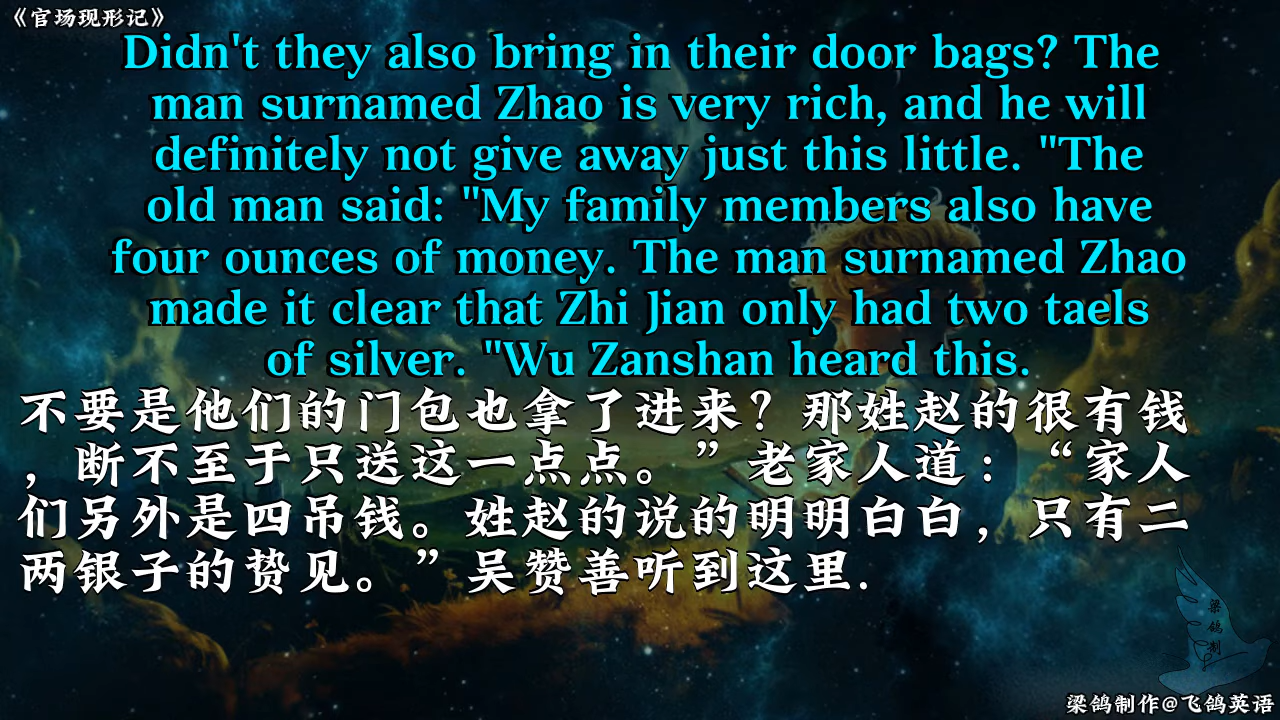 《官场现形记》
Didn't they also bring in their door bags? The
man surnamed Zhao is very rich, and he will
definitely not give away just this little. "The
old man said: "My family members also have
four ounces of money. The man surnamed Zhao
made it clear that Zhi Jian only had two taels
of silver. "Wu Zanshan heard this.
不要是他们的门包也拿了进来？那姓赵的很有钱
，断不至于只送这一点点。”老家人道：“家人
们另外是四吊钱。姓赵的说的明明白白，只有二
两银子的贽见。”吴赞善听到这里.
梁鸽制
梁鸽制作@飞鸽英语